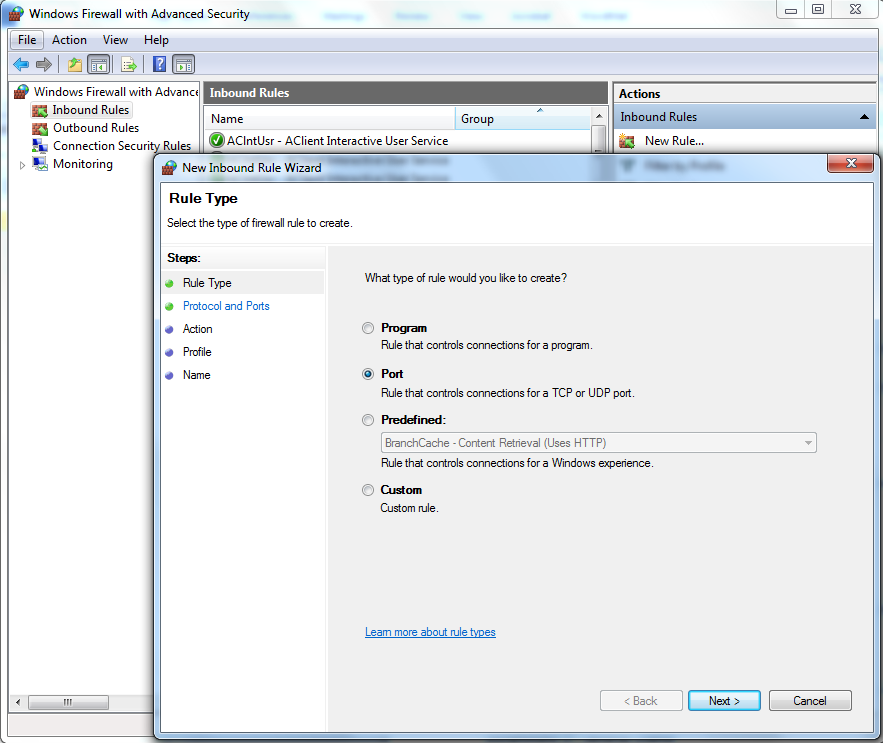 Windows Firewall with Advanced Security
File Action View Help
Windows Firewall with Advance
Inbound Rules
Outbound Rules
Connection Security Rules
Monitoring
Inbound Rules
Name Group
ACIntUsr - AClient Interactive User Service
Actions
Inbound Rules
New Rule...
Filter by Profile
New Inbound Rule Wizard
Rule Type
Select the type of firewall rule to create.
Steps:
Rule Type
Protocol and Ports
Action
Profile
Name
What type of rule would you like to create?
Program
Rule that controls connections for a program.
Port
Rule that controls connections for a TCP or UDP port.
Predefined:
BranchCache - Content Retrieval (Uses HTTP)
Rule that controls connections for a Windows experience.
Custom
Custom rule.
Learn more about rule types
< Back Next > Cancel